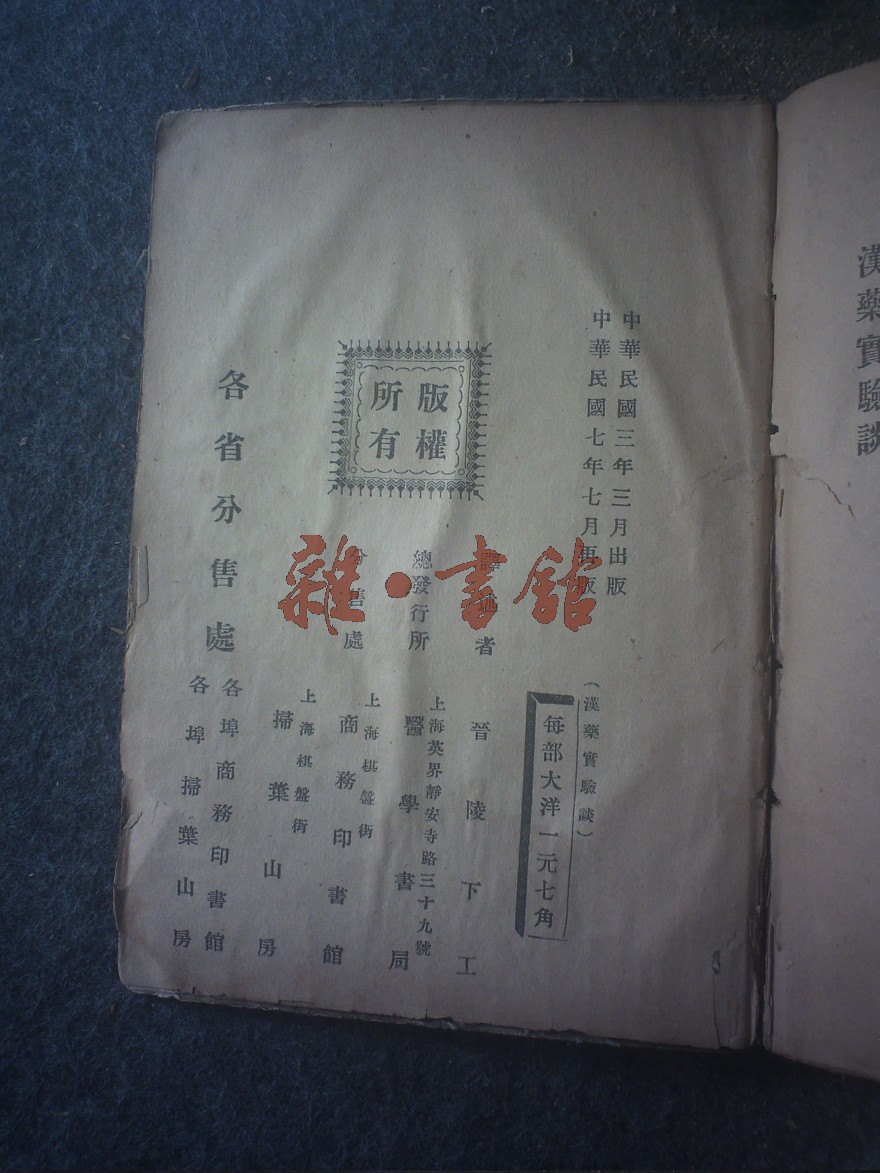 漢藥實驗談
中華民國三年三月出版
中華民國七年七月再版
(漢藥實驗談)
每部大洋一元七角
譯述者
晉陵下工
總發行所
上海英界靜安寺路三十九號
醫學書局
版權
所有
分售處
上海棋盤街
商務印書館
上海棋盤街
掃葉山房
各省分售處
各埠商務印書館
各埠掃葉山房
雜·書館